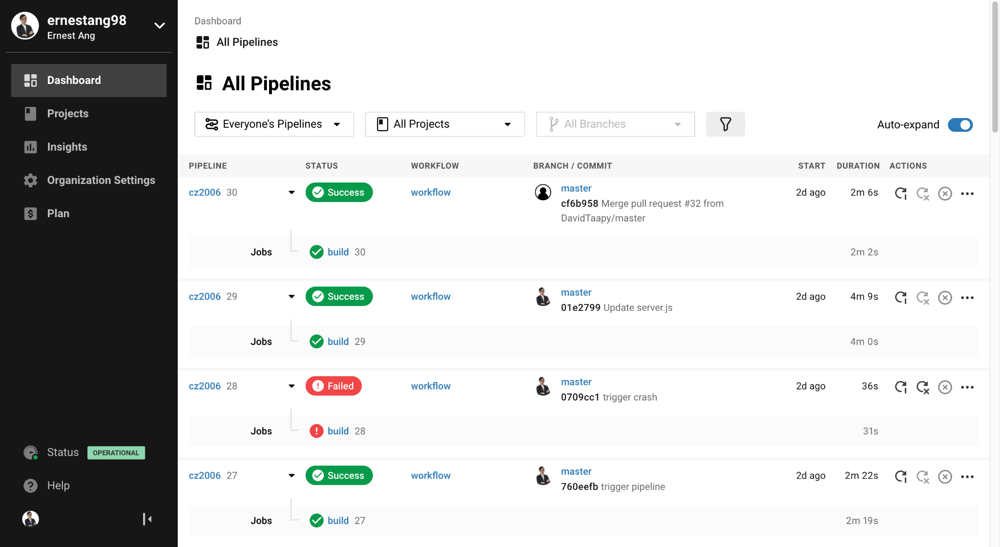 ernestang98
Ernest Ang
Dashboard
Projects
Insights
Organization Settings
Plan
Status OPERATIONAL
Help
Dashboard
All Pipelines
All Pipelines
Everyone’s Pipelines All Projects All Branches Auto-expand
PIPELINE STATUS WORKFLOW BRANCH / COMMIT START DURATION ACTIONS
cz2006 30 Success workflow master 2d ago 2m 6s
cf6b958 Merge pull request #32 from
DavidTaapy/master
Jobs build 30 2m 2s
cz2006 29 Success workflow master 2d ago 4m 9s
01e2799 Update server.js
Jobs build 29 4m 0s
cz2006 28 Failed workflow master 2d ago 36s
0709cc1 trigger crash
Jobs build 28 31s
cz2006 27 Success workflow master 2d ago 2m 22s
760eefb trigger pipeline
Jobs build 27 2m 19s